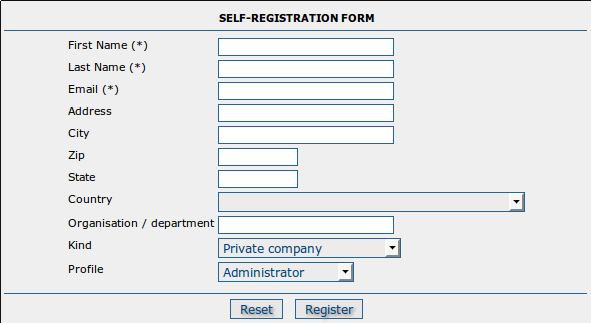 SELF-REGISTRATION FORM
First Name (*)
Last Name (*)
Email (*)
Address
City
Zip
State
Country
Organisation / department
Kind Private company
Profile Administrator
Reset Register